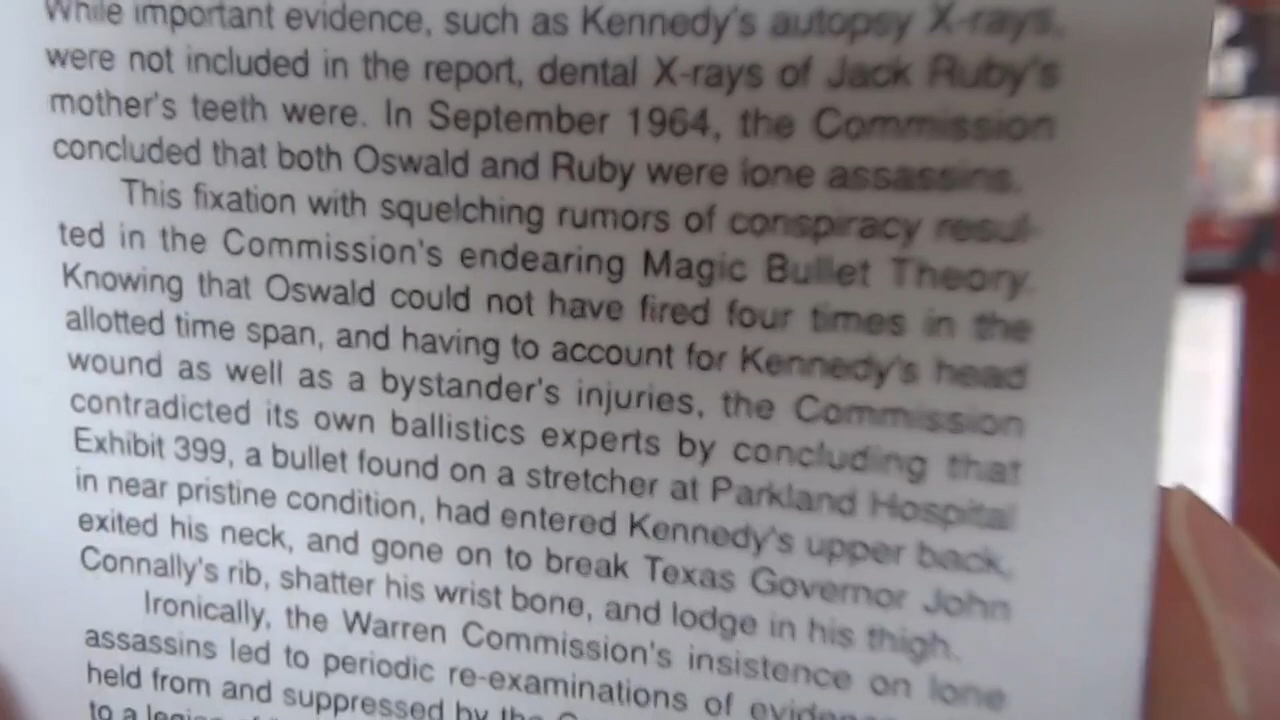 While important evidence, such as Kennedy's autopsy X-rays,
were not included in the report, dental X-rays of Jack Ruby's
mother's teeth were. In September 1964, the Commission
concluded that both Oswald and Ruby were lone assassins.
This fixation with squelching rumors of conspiracy resul-
ted in the Commission's endearing Magic Bullet Theory.
Knowing that Oswald could not have fired four times in the
allotted time span, and having to account for Kennedy's head
wound as well as a bystander's injuries, the Commission
contradicted its own ballistics experts by concluding that
Exhibit 399, a bullet found on a stretcher at Parkland Hospital
in near pristine condition, had entered Kennedy's upper back,
exited his neck, and gone on to break Texas Governor John
Connally's rib, shatter his wrist bone, and lodge in his thigh.
Ironically, the Warren Commission's insistence on lone
assassins led to periodic re-examinations of
held from and suppressed by the
to a